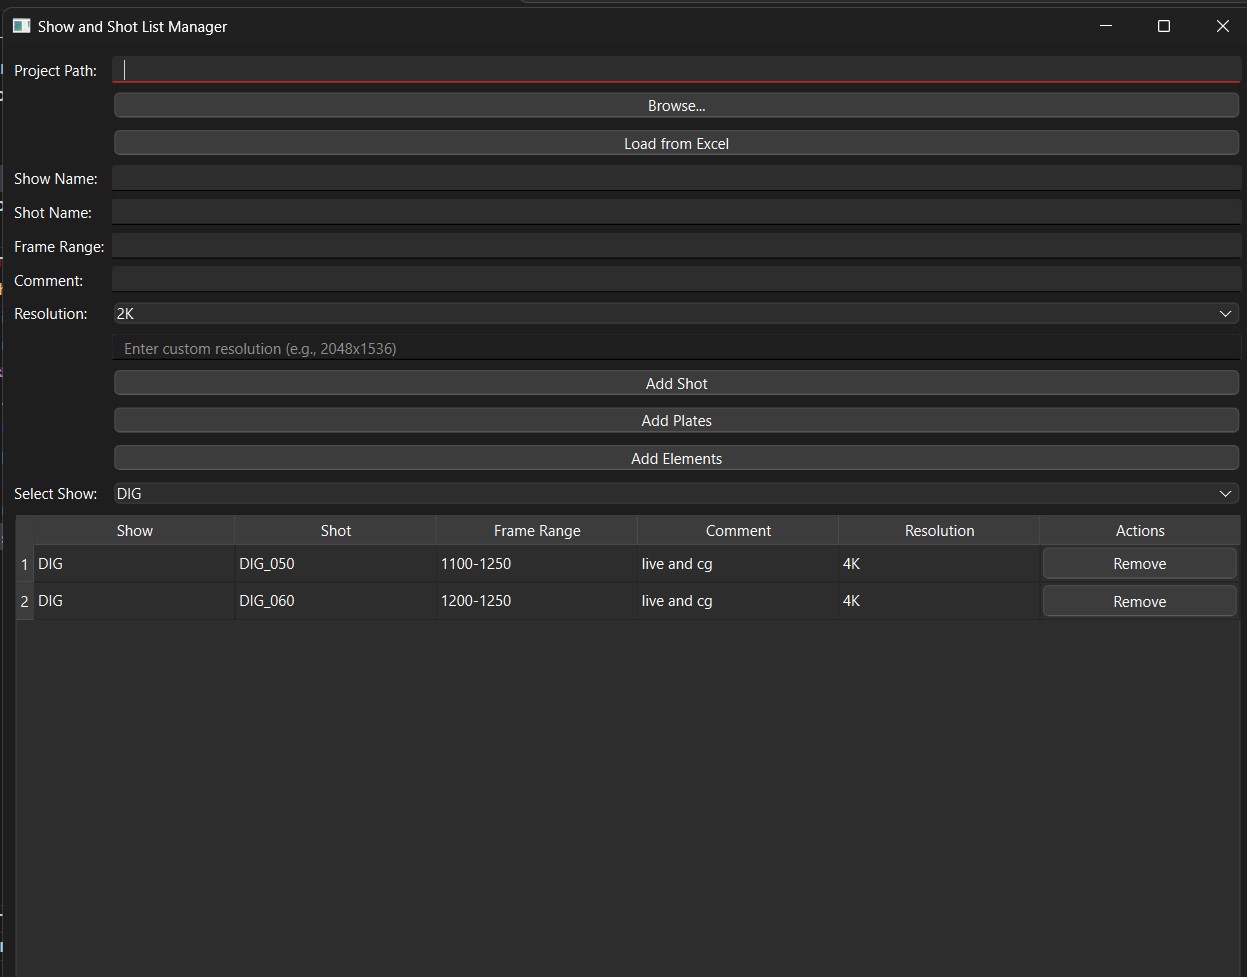 Show and Shot List Manager
Project Path:
Browse...
Load from Excel
Show Name:
Shot Name:
Frame Range:
Comment:
Resolution: 2K
Enter custom resolution (e.g., 2048x1536)
Add Shot
Add Plates
Add Elements
Select Show: DIG
Show Shot Frame Range Comment Resolution Actions
1 DIG DIG_050 1100-1250 live and cg 4K Remove
2 DIG DIG_060 1200-1250 live and cg 4K Remove